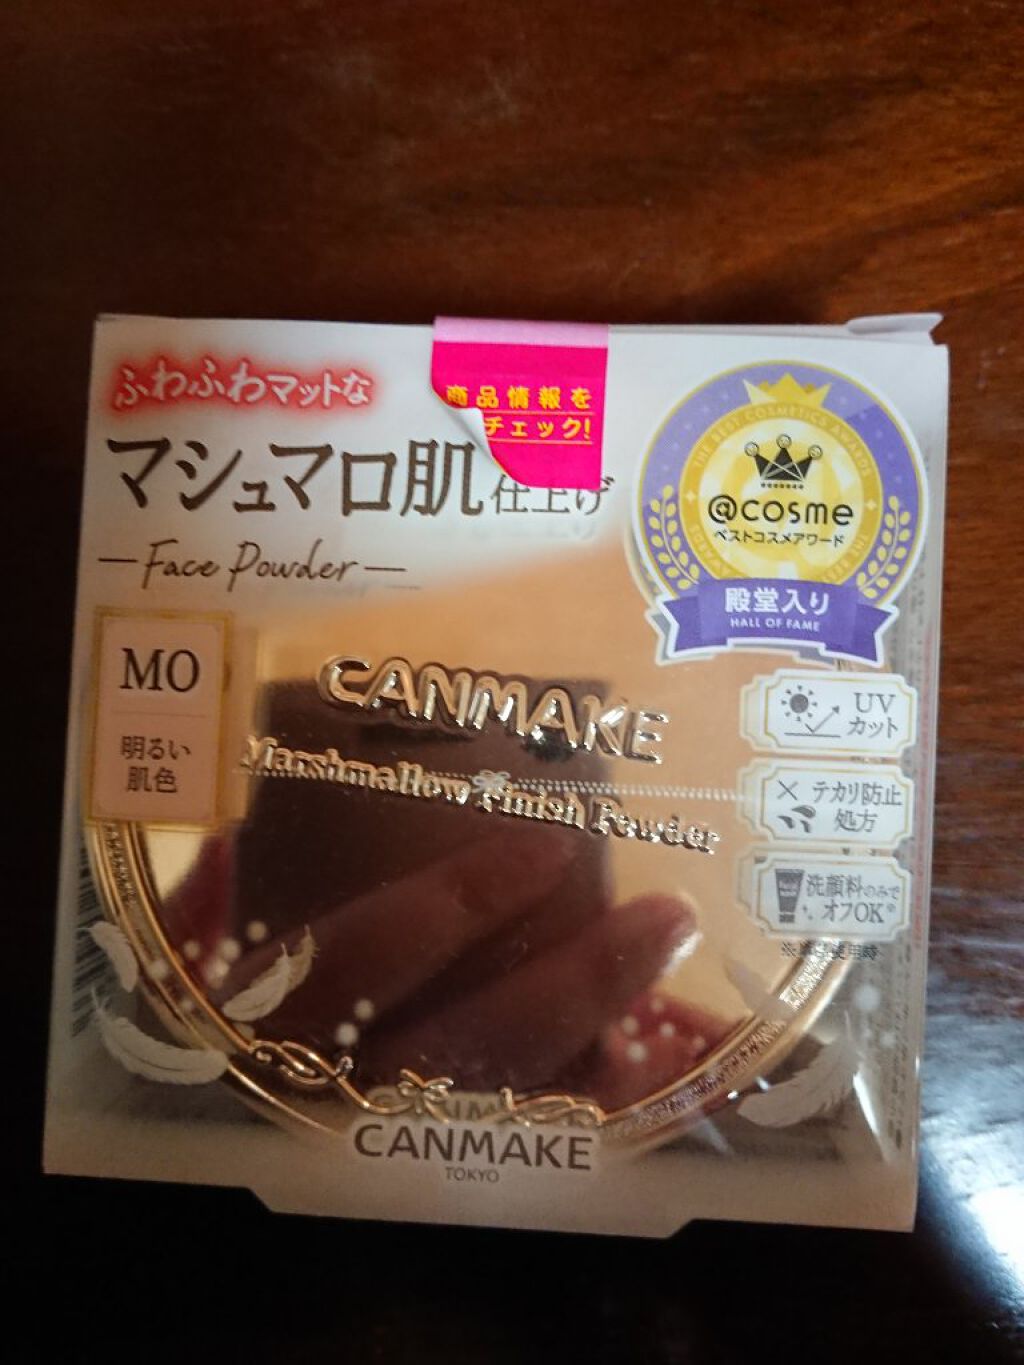 ふわふわマットな
マシュマロ肌仕上げ
Face Powder
商品情報を
チェック!
THE BEST COSMETICS AWARDS
@cosme
ベストコスメアワード
殿堂入り
HALL OF FAME
MO
明るい
肌色
CANMAKE
Marshmallow Finish Powder
UV
カット
テカリ防止
処方
洗顔料のみで
オフOK※
CANMAKE
TOKYO